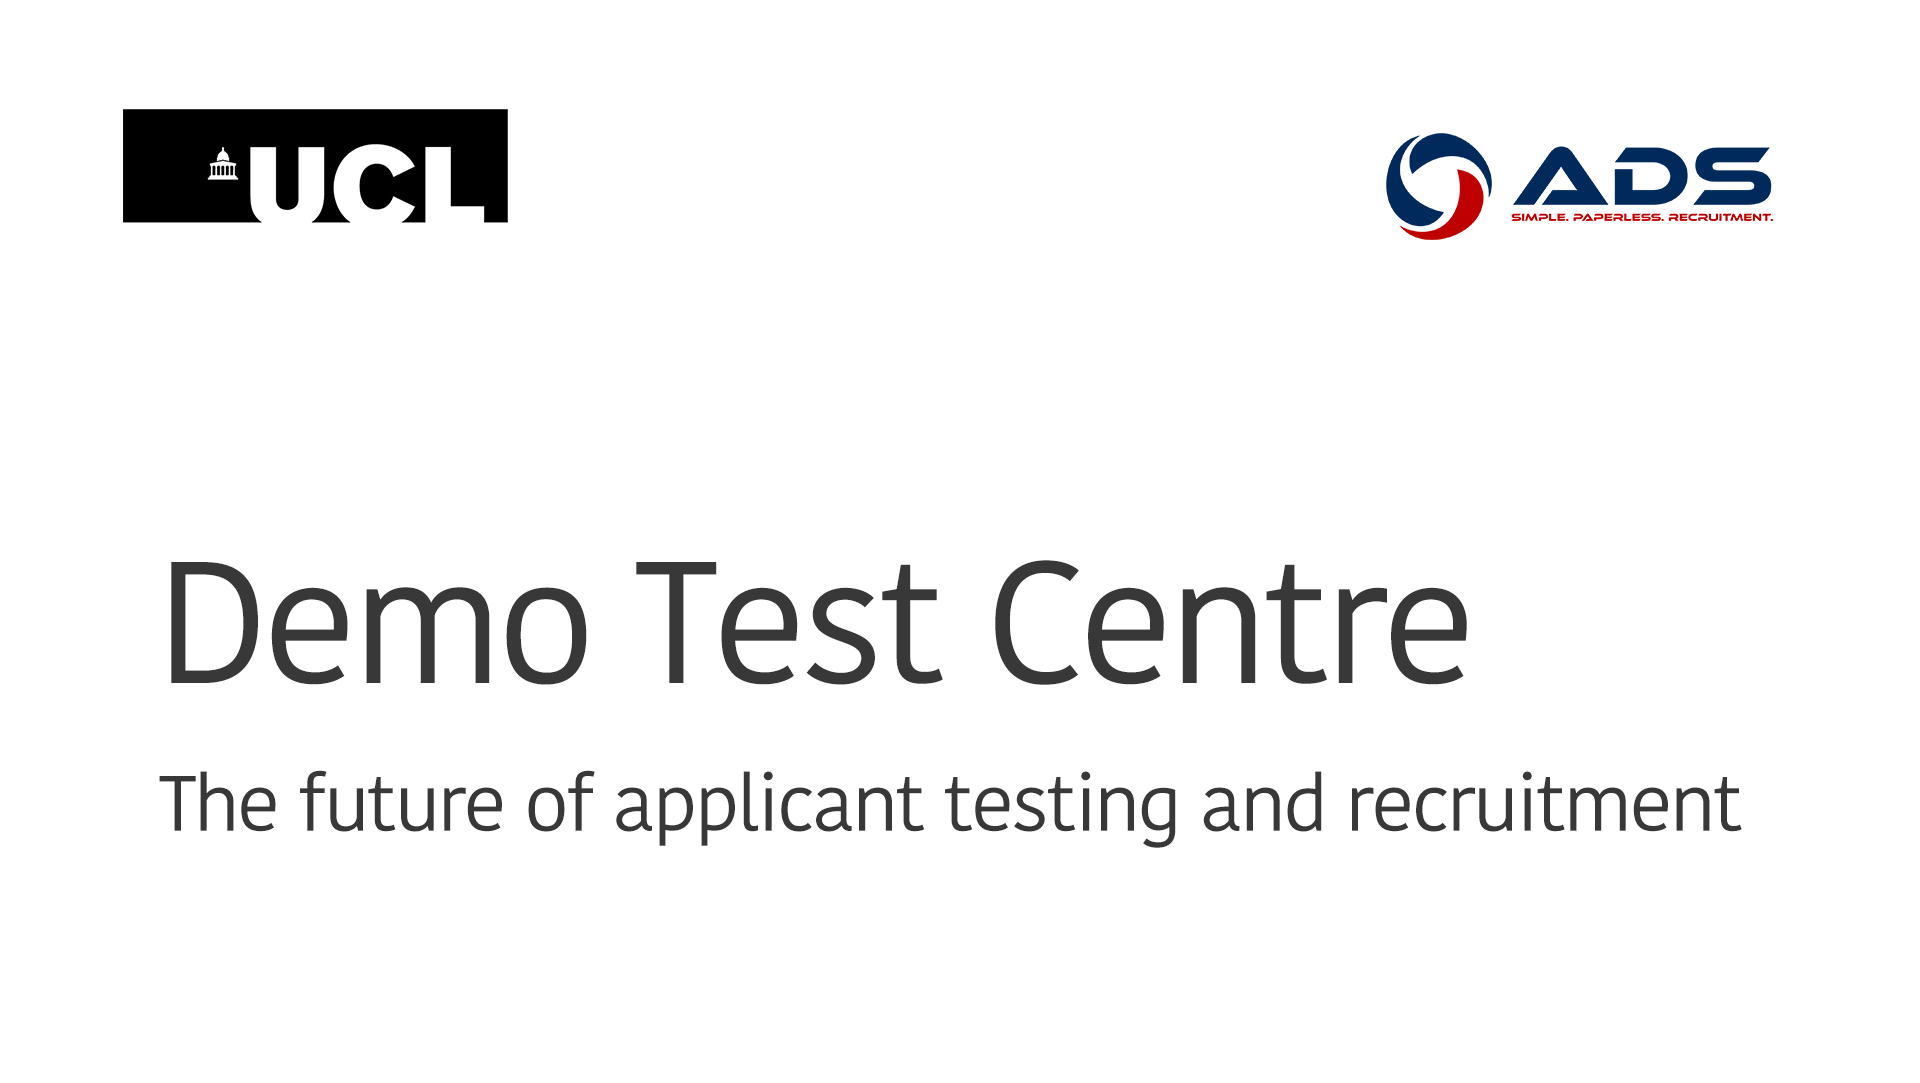 UCL
ADS
SIMPLE. PAPERLESS. RECRUITMENT.
Demo Test Centre
The future of applicant testing and recruitment